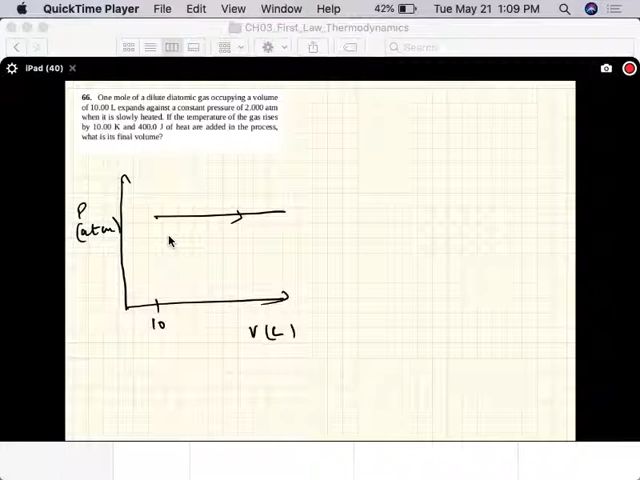 QuickTime Player File Edit View Window Help 42% Tue May 21 1:09 PM
CH03_First_Law_Thermodynamics
Search
iPad (40)
66. One mole of a dilute diatomic gas occupying a volume
of 10.00 L expands against a constant pressure of 2.000 atm
when it is slowly heated. If the temperature of the gas rises
by 10.00 K and 400.0 J of heat are added in the process,
what is its final volume?
P
(atm)
10
V (L)